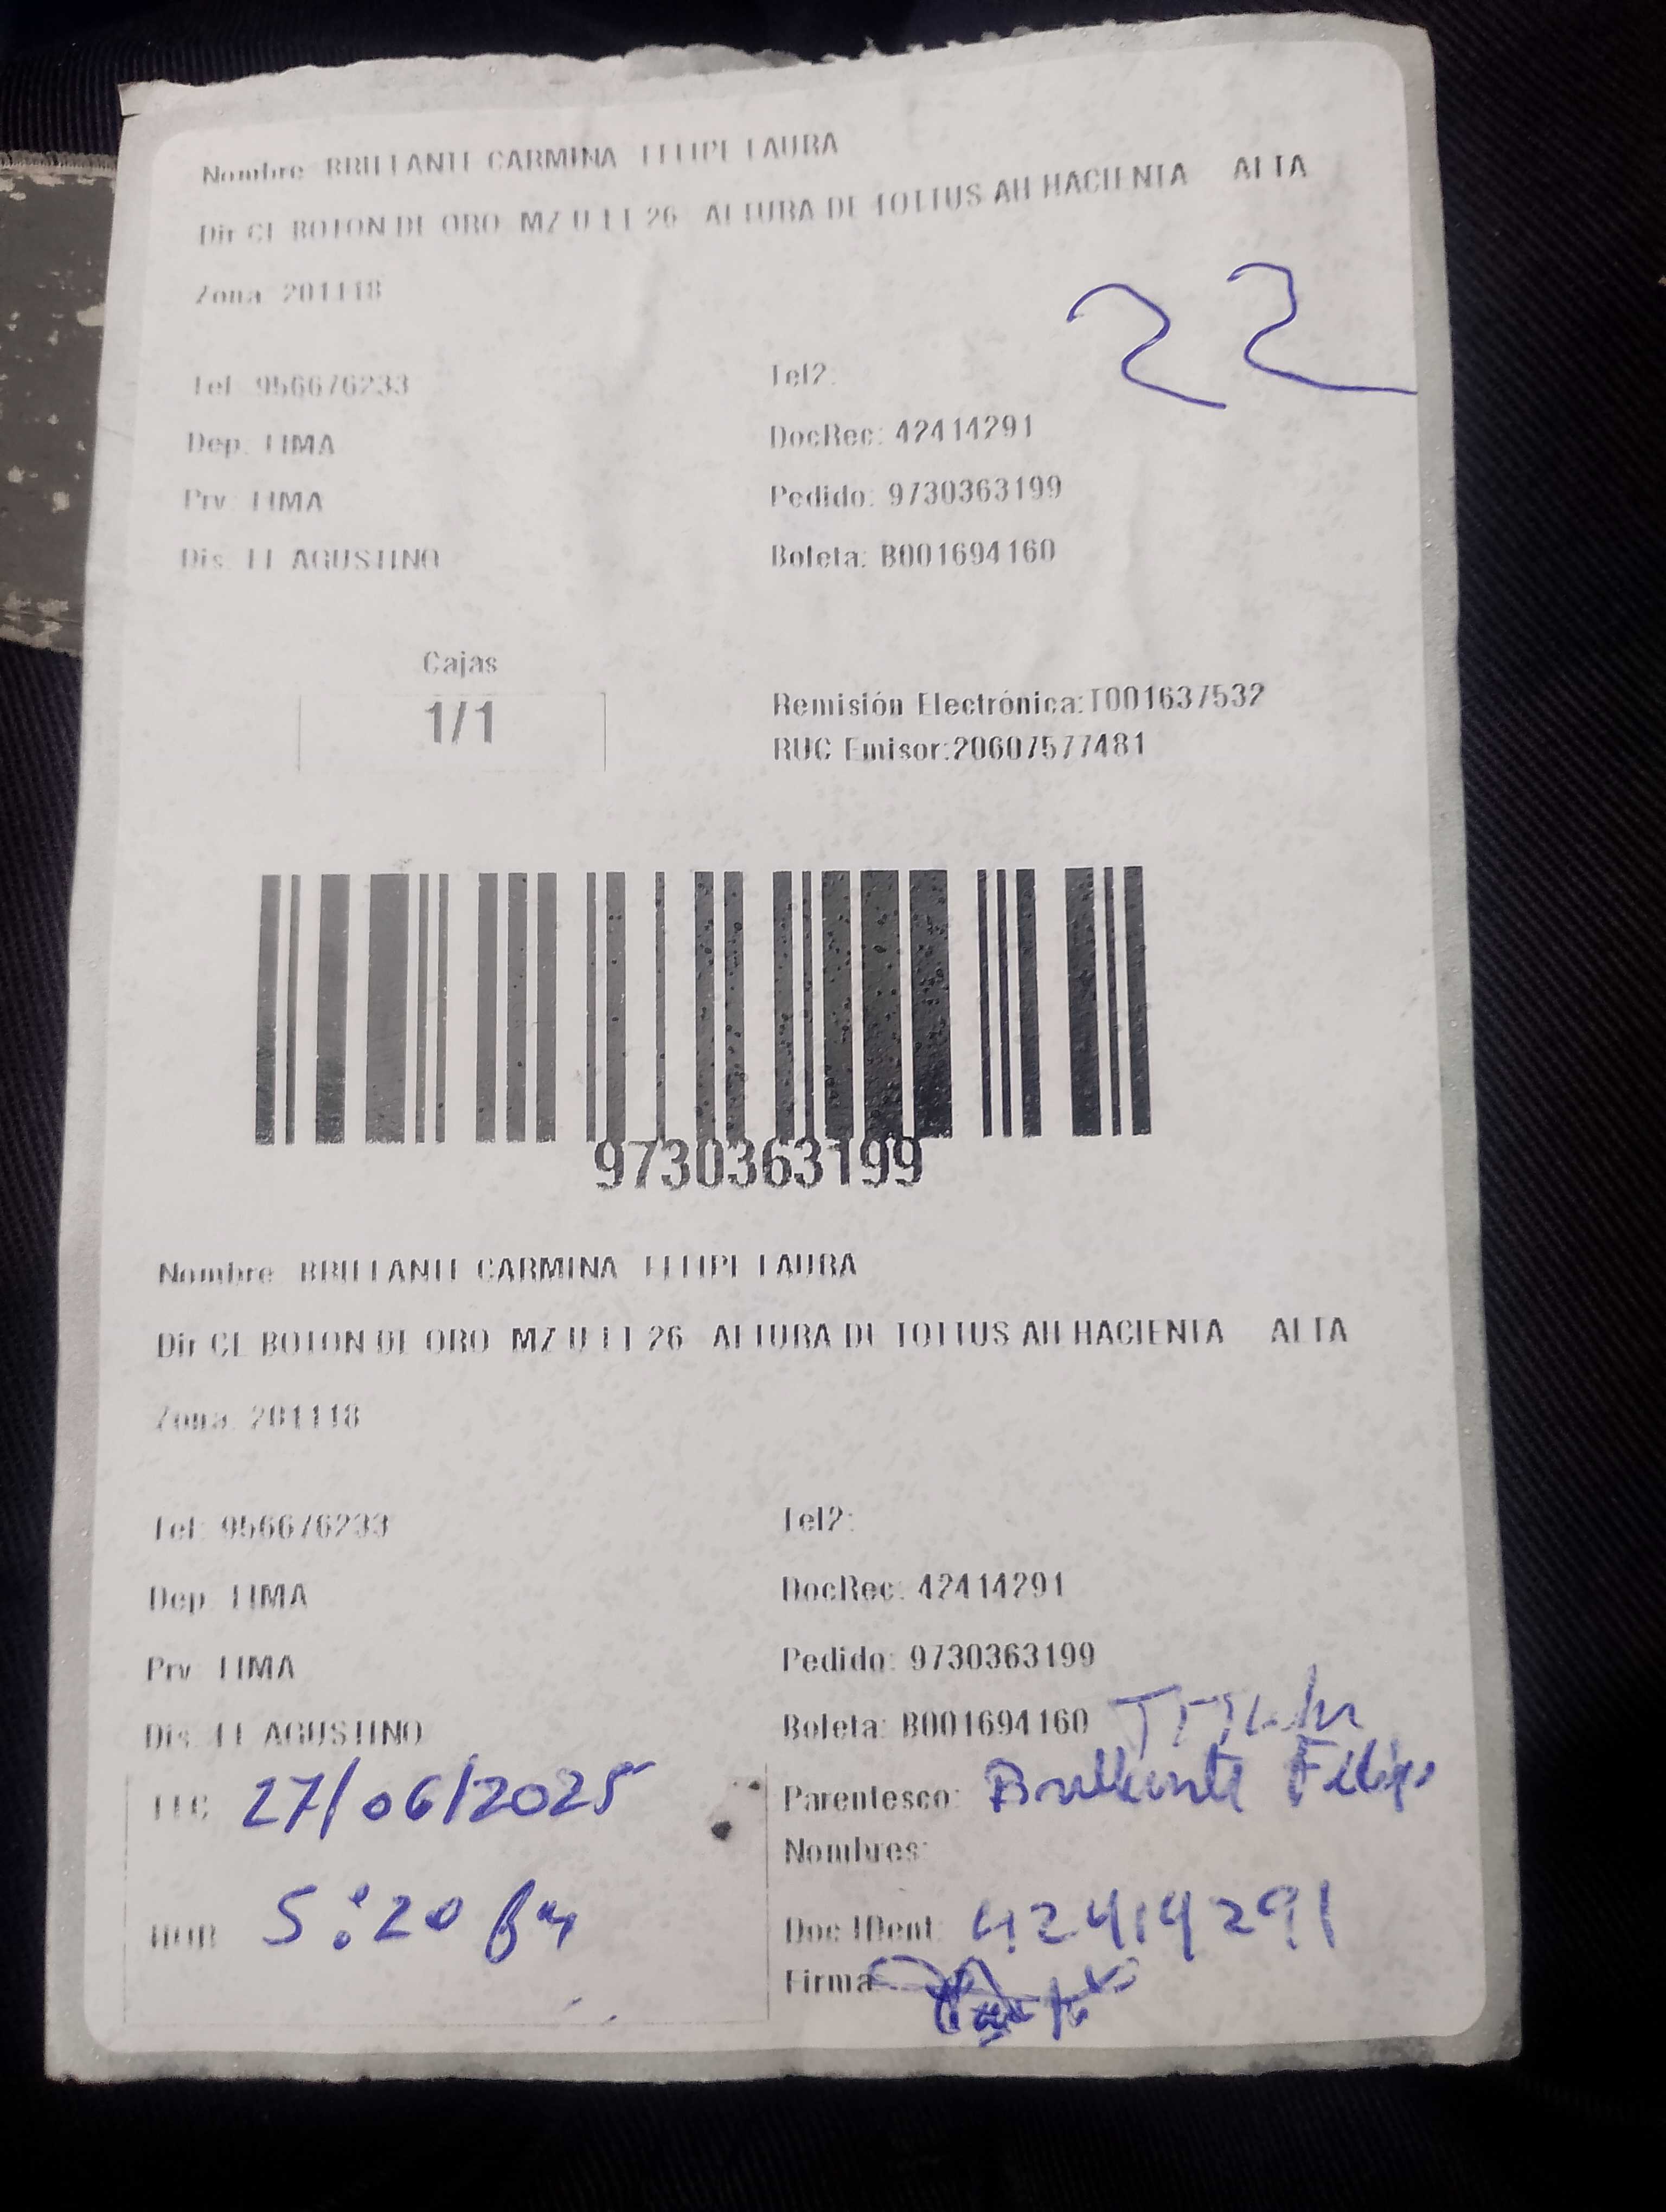 Nombre BRILLANTE CARMINA FELIPE LAURA
Dir CL BOTON DE ORO MZ U LT 26 ALTURA DE TOTTUS AH HACIENTA ALTA
22
Zona: 201118
Tel: 956676233 Tel2:
Dep: LIMA DocRec: 42414291
Prv: LIMA Pedido: 9730363199
Dis: EL AGUSTINO Boleta: B001694160
Cajas
1/1
Remisión Electrónica:T001637532
RUC Emisor:20607577481
9730363199
Nombre BRILLANTE CARMINA FELIPE LAURA
Dir CL BOTON DE ORO MZ U LT 26 ALTURA DE TOTTUS AH HACIENTA ALTA
Zona: 201118
Tel: 956676233 Tel2:
Dep: LIMA DocRec: 42414291
Prv: LIMA Pedido: 9730363199
Dis: EL AGUSTINO Boleta: B001694160
FEC 27/06/2025 Parentesco: Brillante Felipe
Nombres:
HOR 5:20 pm Doc IDent: 42414291
Firma